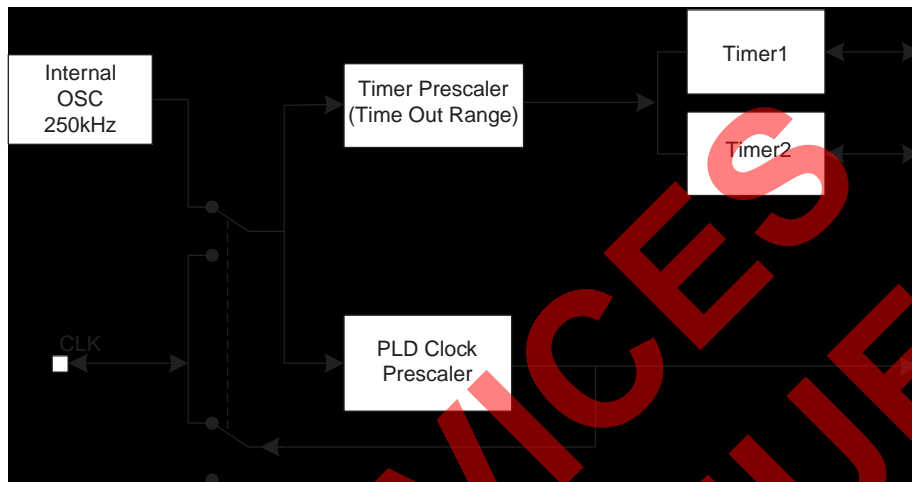 Internal
OSC
250kHz
Timer Prescaler
(Time Out Range)
Timer1
Timer2
CLK
PLD Clock
Prescaler